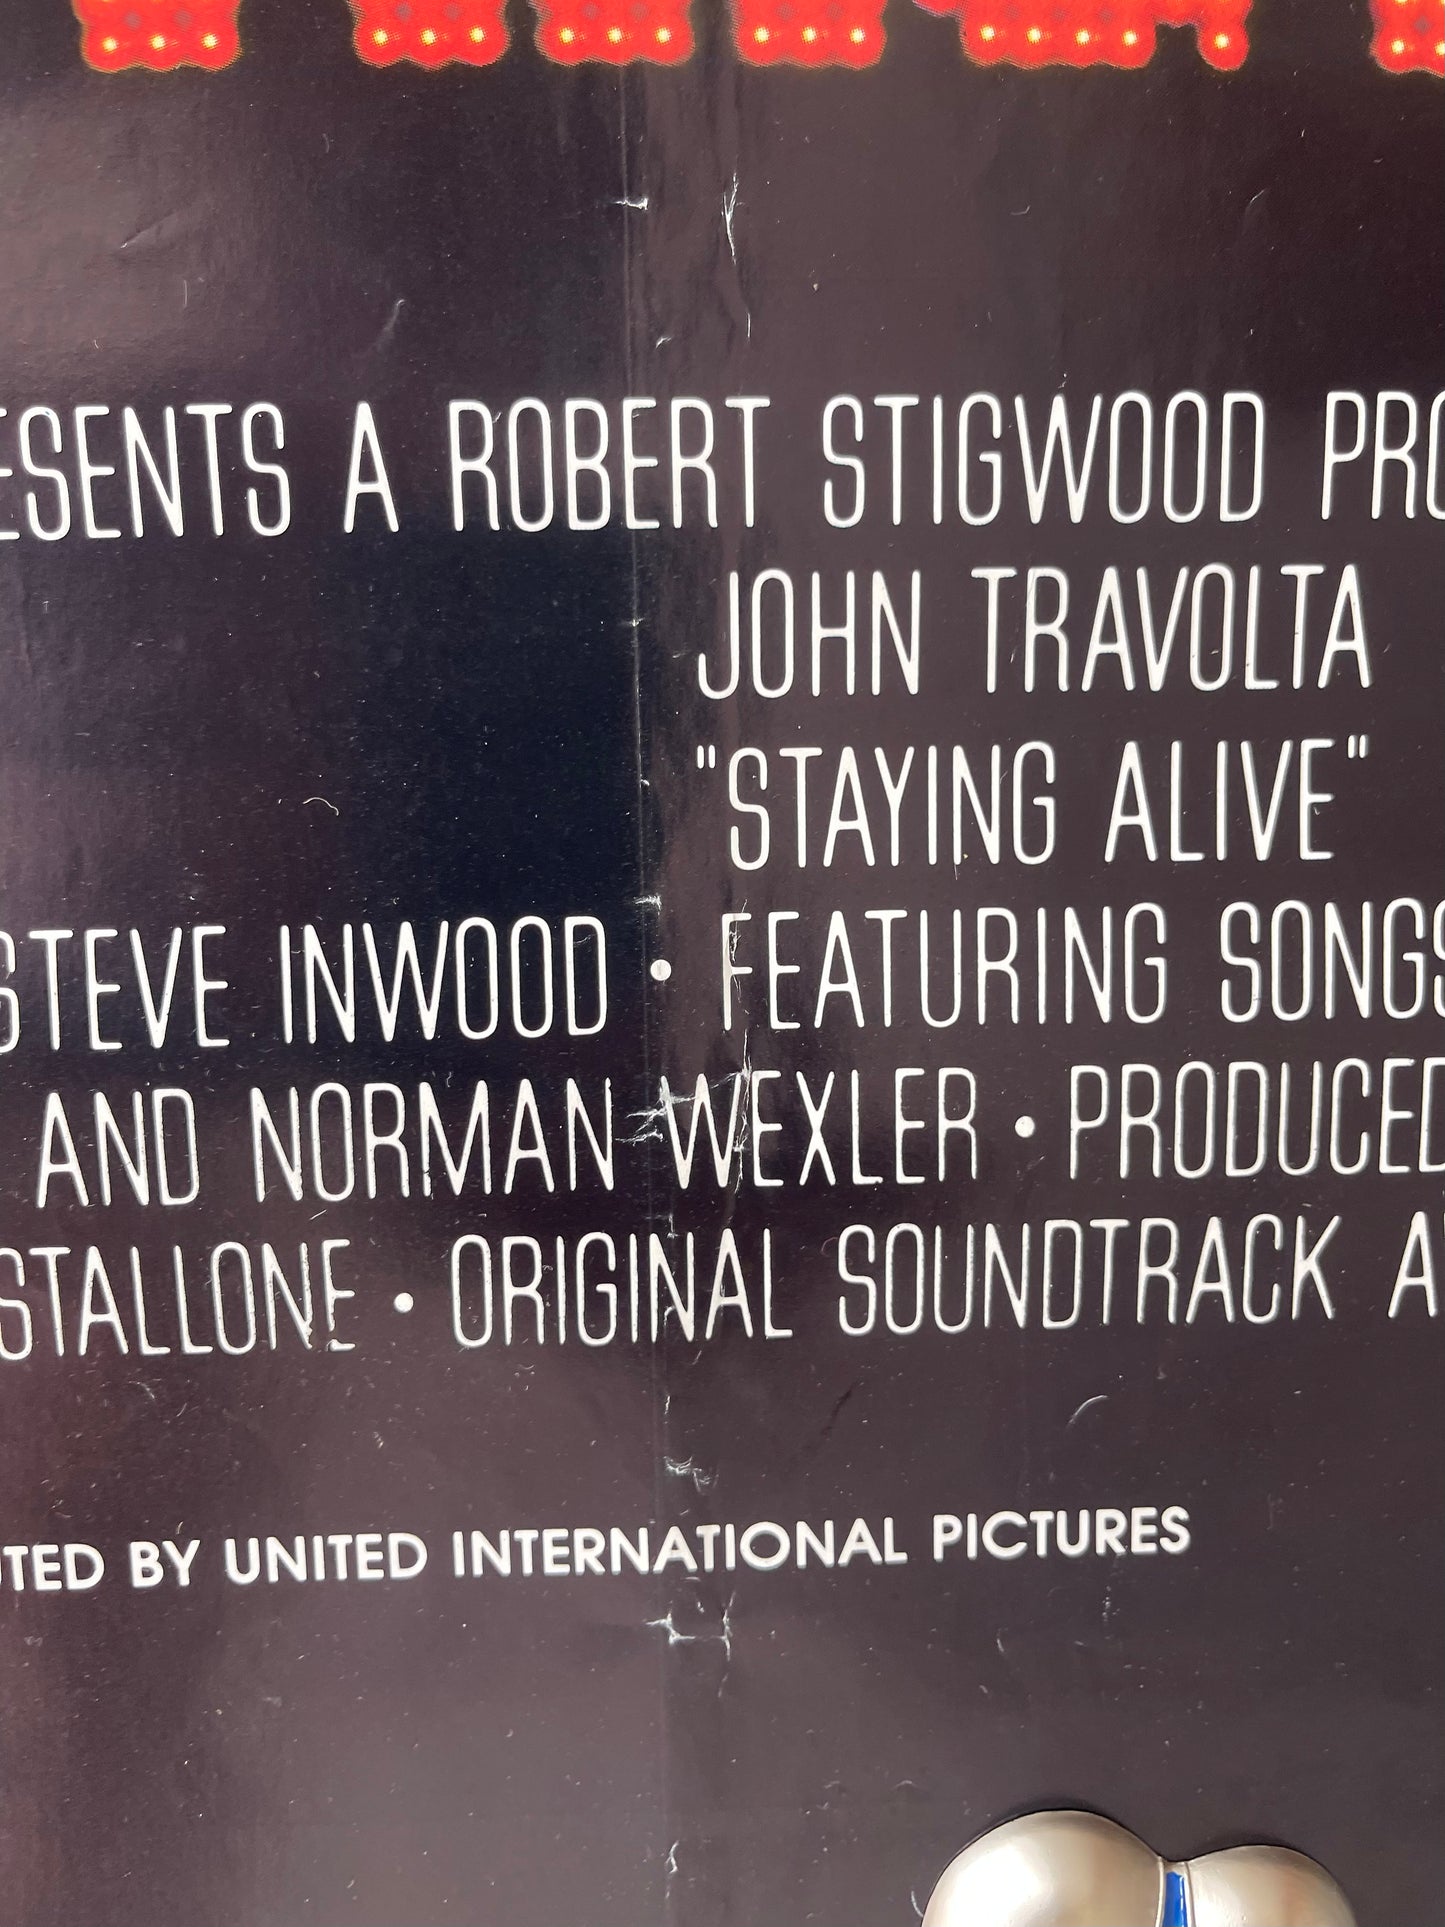 ESENTS A ROBERT STIGWOOD PRO
JOHN TRAVOLTA
"STAYING ALIVE"
STEVE INWOOD • FEATURING SONGS
AND NORMAN WEXLER • PRODUCED
STALLONE • ORIGINAL SOUNDTRACK A
UTED BY UNITED INTERNATIONAL PICTURES